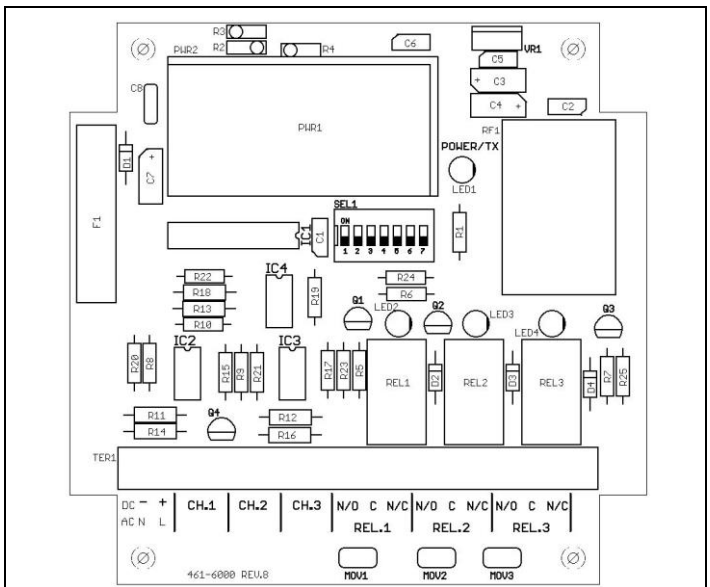 R3
R2
R4
PWR2
C6
VR1
C5
+ C3
C4 +
C2
C8
PWR1
RF1
POWER/TX
LED1
D1
C7 +
F1
SEL1
ON
1 2 3 4 5 6 7
IC1
C1
R1
R22
R18
R13
R10
IC4
R19
R24
R6
Q1
LED2
Q2
LED3
LED4
Q3
IC2
IC3
R20
R8
R15
R9
R21
R17
R23
R5
REL1
D2
REL2
D3
REL3
D4
R7
R25
R11
R14
Q4
R12
R16
TER1
DC - +
AC N L
CH.1
CH.2
CH.3
N/O C N/C
N/O C N/C
N/O C N/C
REL.1
REL.2
REL.3
461-6000 REV.8
MOV1
MOV2
MOV3